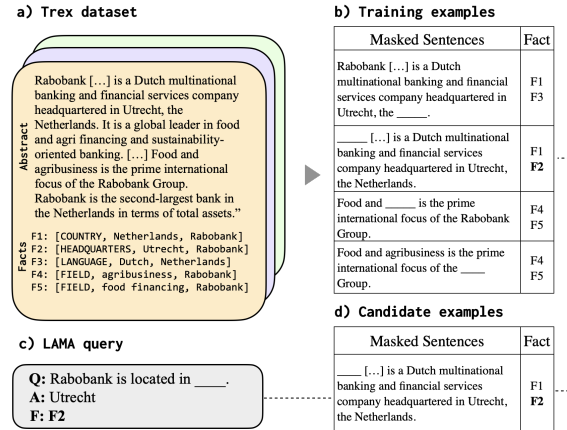 a) Trex dataset
Abstract
Rabobank […] is a Dutch multinational
banking and financial services company
headquartered in Utrecht, the
Netherlands. It is a global leader in food
and agri financing and sustainability-
oriented banking. […] Food and
agribusiness is the prime international
focus of the Rabobank Group.
Rabobank is the second-largest bank in
the Netherlands in terms of total assets.”
Facts
F1: [COUNTRY, Netherlands, Rabobank]
F2: [HEADQUARTERS, Utrecht, Rabobank]
F3: [LANGUAGE, Dutch, Netherlands]
F4: [FIELD, agribusiness, Rabobank]
F5: [FIELD, food financing, Rabobank]
c) LAMA query
Q: Rabobank is located in ____.
A: Utrecht
F: F2
b) Training examples
Masked Sentences Fact
Rabobank […] is a Dutch
multinational banking and financial
services company headquartered in
Utrecht, the _____.
F1
F3
_____ […] is a Dutch multinational
banking and financial services
company headquartered in Utrecht,
the Netherlands.
F1
F2
Food and _____ is the prime
international focus of the Rabobank
Group.
F4
F5
Food and agribusiness is the prime
international focus of the ____
Group.
F4
F5
d) Candidate examples
Masked Sentences Fact
____ […] is a Dutch multinational
banking and financial services
company headquartered in Utrecht,
the Netherlands.
F1
F2